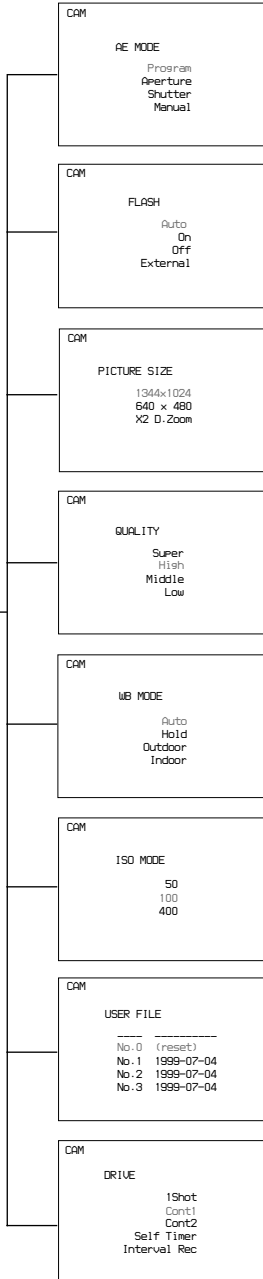 CAM
AE MODE
Program
Aperture
Shutter
Manual
CAM
FLASH
Auto
On
Off
External
CAM
PICTURE SIZE
1344×1024
640 × 480
X2 D.Zoom
CAM
QUALITY
Super
High
Middle
Low
CAM
WB MODE
Auto
Hold
Outdoor
Indoor
CAM
ISO MODE
50
100
400
CAM
USER FILE
---- ----------
No.0 (reset)
No.1 1999-07-04
No.2 1999-07-04
No.3 1999-07-04
CAM
DRIVE
1Shot
Cont1
Cont2
Self Timer
Interval Rec